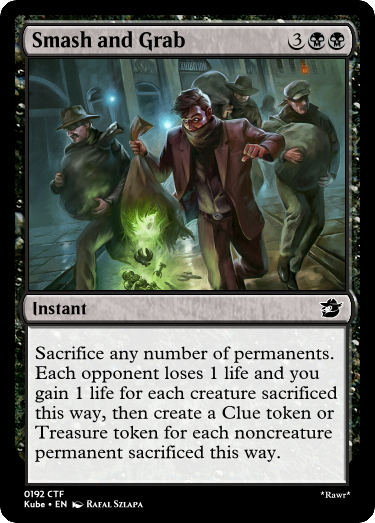 Smash and Grab 3
Instant
Sacrifice any number of permanents.
Each opponent loses 1 life and you
gain 1 life for each creature sacrificed
this way, then create a Clue token or
Treasure token for each noncreature
permanent sacrificed this way.
0192 CTF
Kube • EN Rafal Szlapa
*Rawr*